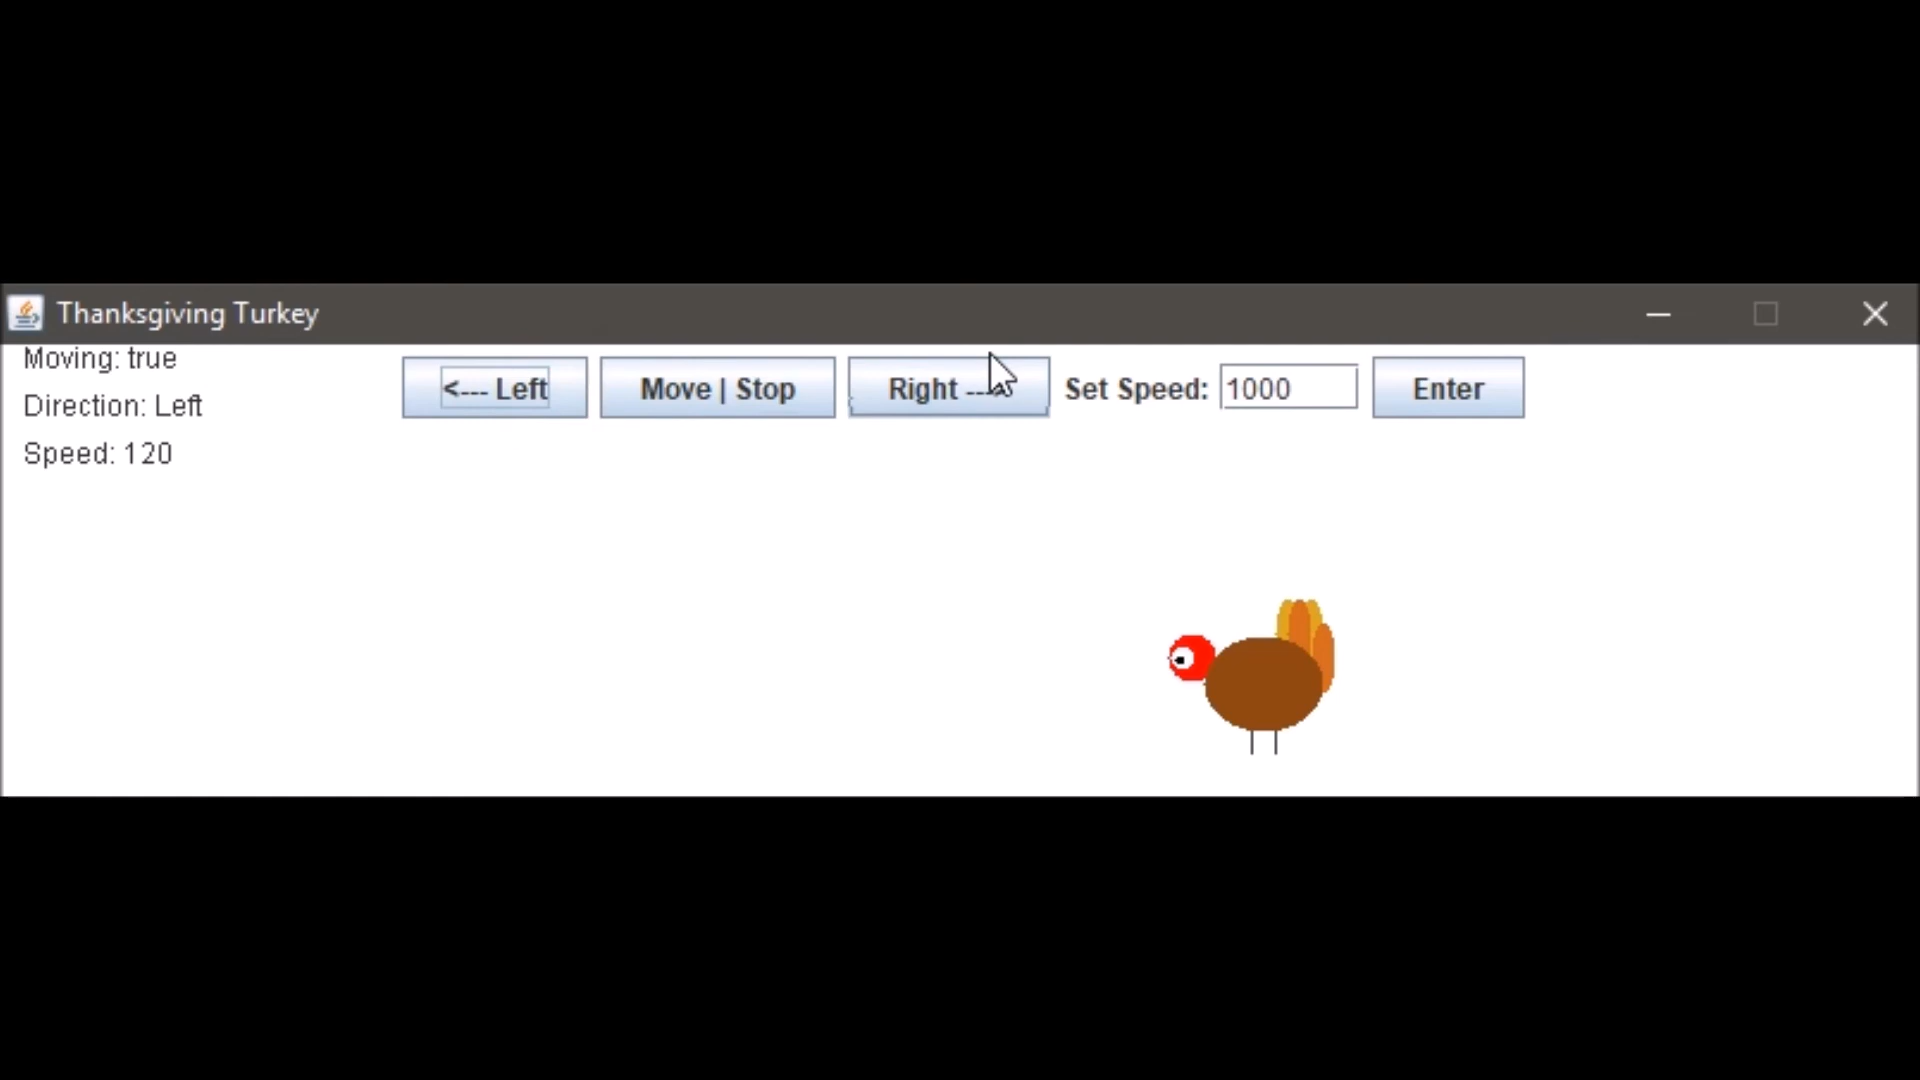 Thanksgiving Turkey
Moving: true
Direction: Left
Speed: 120
<--- Left
Move | Stop
Right --->
Set Speed:
1000
Enter